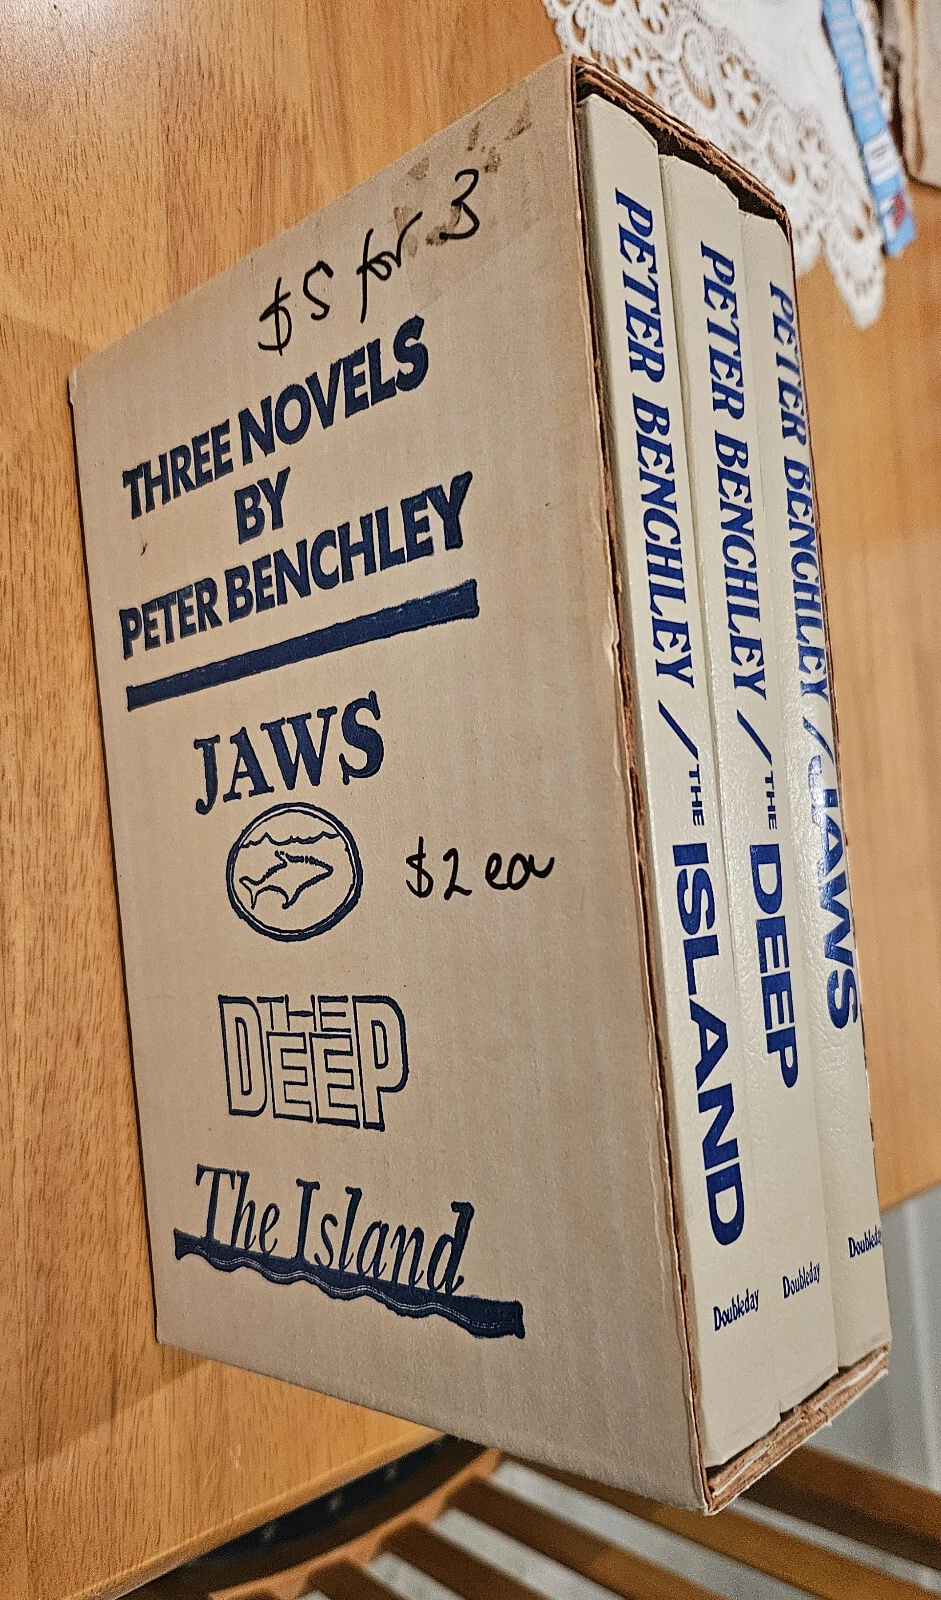 $5 for 3
THREE NOVELS
BY
PETER BENCHLEY
JAWS
$2 ea
THE
DEEP
The Island
PETER BENCHLEY / THE ISLAND Doubleday
PETER BENCHLEY / THE DEEP Doubleday
PETER BENCHLEY / JAWS Doubleday